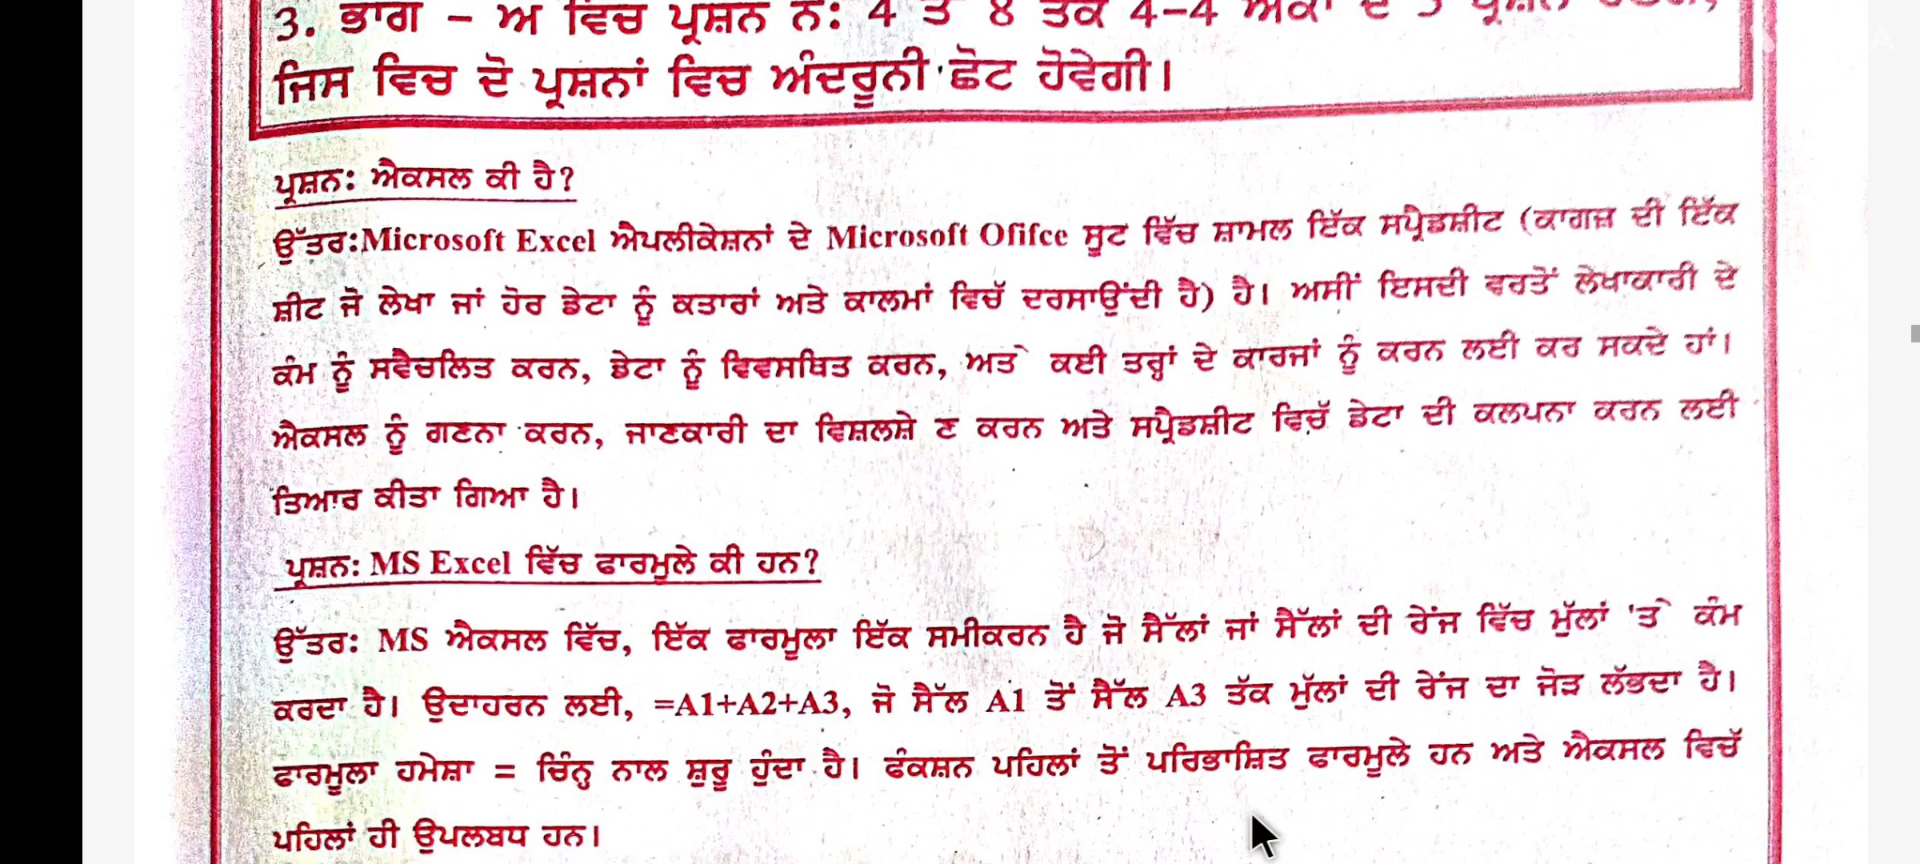 3. ਭਾਗ – ਅ ਵਿਚ ਪ੍ਰਸ਼ਨ ਨੰ: 4 ਤੋਂ 8 ਤੱਕ 4-4 ਅੰਕਾਂ ਦੇ 5 ਪ੍ਰਸ਼ਨ
ਜਿਸ ਵਿਚ ਦੋ ਪ੍ਰਸ਼ਨਾਂ ਵਿਚ ਅੰਦਰੂਨੀ ਛੋਟ ਹੋਵੇਗੀ।
ਪ੍ਰਸ਼ਨ: ਐਕਸਲ ਕੀ ਹੈ?
ਉੱਤਰ:Microsoft Excel ਐਪਲੀਕੇਸ਼ਨਾਂ ਦੇ Microsoft Ofifce ਸੂਟ ਵਿੱਚ ਸ਼ਾਮਲ ਇੱਕ ਸਪ੍ਰੈਡਸ਼ੀਟ (ਕਾਗਜ਼ ਦੀ ਇੱਕ
ਸ਼ੀਟ ਜੋ ਲੇਖਾ ਜਾਂ ਹੋਰ ਡੇਟਾ ਨੂੰ ਕਤਾਰਾਂ ਅਤੇ ਕਾਲਮਾਂ ਵਿਚੱ ਦਰਸਾਉਂਦੀ ਹੈ) ਹੈ। ਅਸੀਂ ਇਸਦੀ ਵਰਤੋਂ ਲੇਖਾਕਾਰੀ ਦੇ
ਕੰਮ ਨੂੰ ਸਵੈਚਲਿਤ ਕਰਨ, ਡੇਟਾ ਨੂੰ ਵਿਵਸਥਿਤ ਕਰਨ, ਅਤੇ ਕਈ ਤਰ੍ਹਾਂ ਦੇ ਕਾਰਜਾਂ ਨੂੰ ਕਰਨ ਲਈ ਕਰ ਸਕਦੇ ਹਾਂ।
ਐਕਸਲ ਨੂੰ ਗਣਨਾ ਕਰਨ, ਜਾਣਕਾਰੀ ਦਾ ਵਿਸ਼ਲਸ਼ੇ ਣ ਕਰਨ ਅਤੇ ਸਪ੍ਰੈਡਸ਼ੀਟ ਵਿਚੱ ਡੇਟਾ ਦੀ ਕਲਪਨਾ ਕਰਨ ਲਈ
ਤਿਆਰ ਕੀਤਾ ਗਿਆ ਹੈ।
ਪ੍ਰਸ਼ਨ: MS Excel ਵਿੱਚ ਫਾਰਮੂਲੇ ਕੀ ਹਨ?
ਉੱਤਰ: MS ਐਕਸਲ ਵਿੱਚ, ਇੱਕ ਫਾਰਮੂਲਾ ਇੱਕ ਸਮੀਕਰਨ ਹੈ ਜੋ ਸੈੱਲਾਂ ਜਾਂ ਸੈੱਲਾਂ ਦੀ ਰੇਂਜ ਵਿੱਚ ਮੁੱਲਾਂ 'ਤੇ ਕੰਮ
ਕਰਦਾ ਹੈ। ਉਦਾਹਰਨ ਲਈ, =A1+A2+A3, ਜੋ ਸੈੱਲ A1 ਤੋਂ ਸੈੱਲ A3 ਤੱਕ ਮੁੱਲਾਂ ਦੀ ਰੇਂਜ ਦਾ ਜੋੜ ਲੱਭਦਾ ਹੈ।
ਫਾਰਮੂਲਾ ਹਮੇਸ਼ਾ = ਚਿੰਨ੍ਹ ਨਾਲ ਸ਼ੁਰੂ ਹੁੰਦਾ ਹੈ। ਫੰਕਸ਼ਨ ਪਹਿਲਾਂ ਤੋਂ ਪਰਿਭਾਸ਼ਿਤ ਫਾਰਮੂਲੇ ਹਨ ਅਤੇ ਐਕਸਲ ਵਿਚੱ
ਪਹਿਲਾਂ ਹੀ ਉਪਲਬਧ ਹਨ।